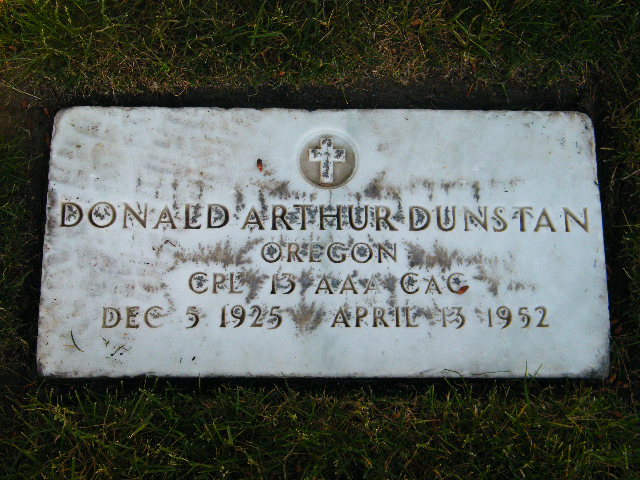 DONALD ARTHUR DUNSTAN
OREGON
CPL 13 AAA CAC
DEC 5 1925 APRIL 13 1952